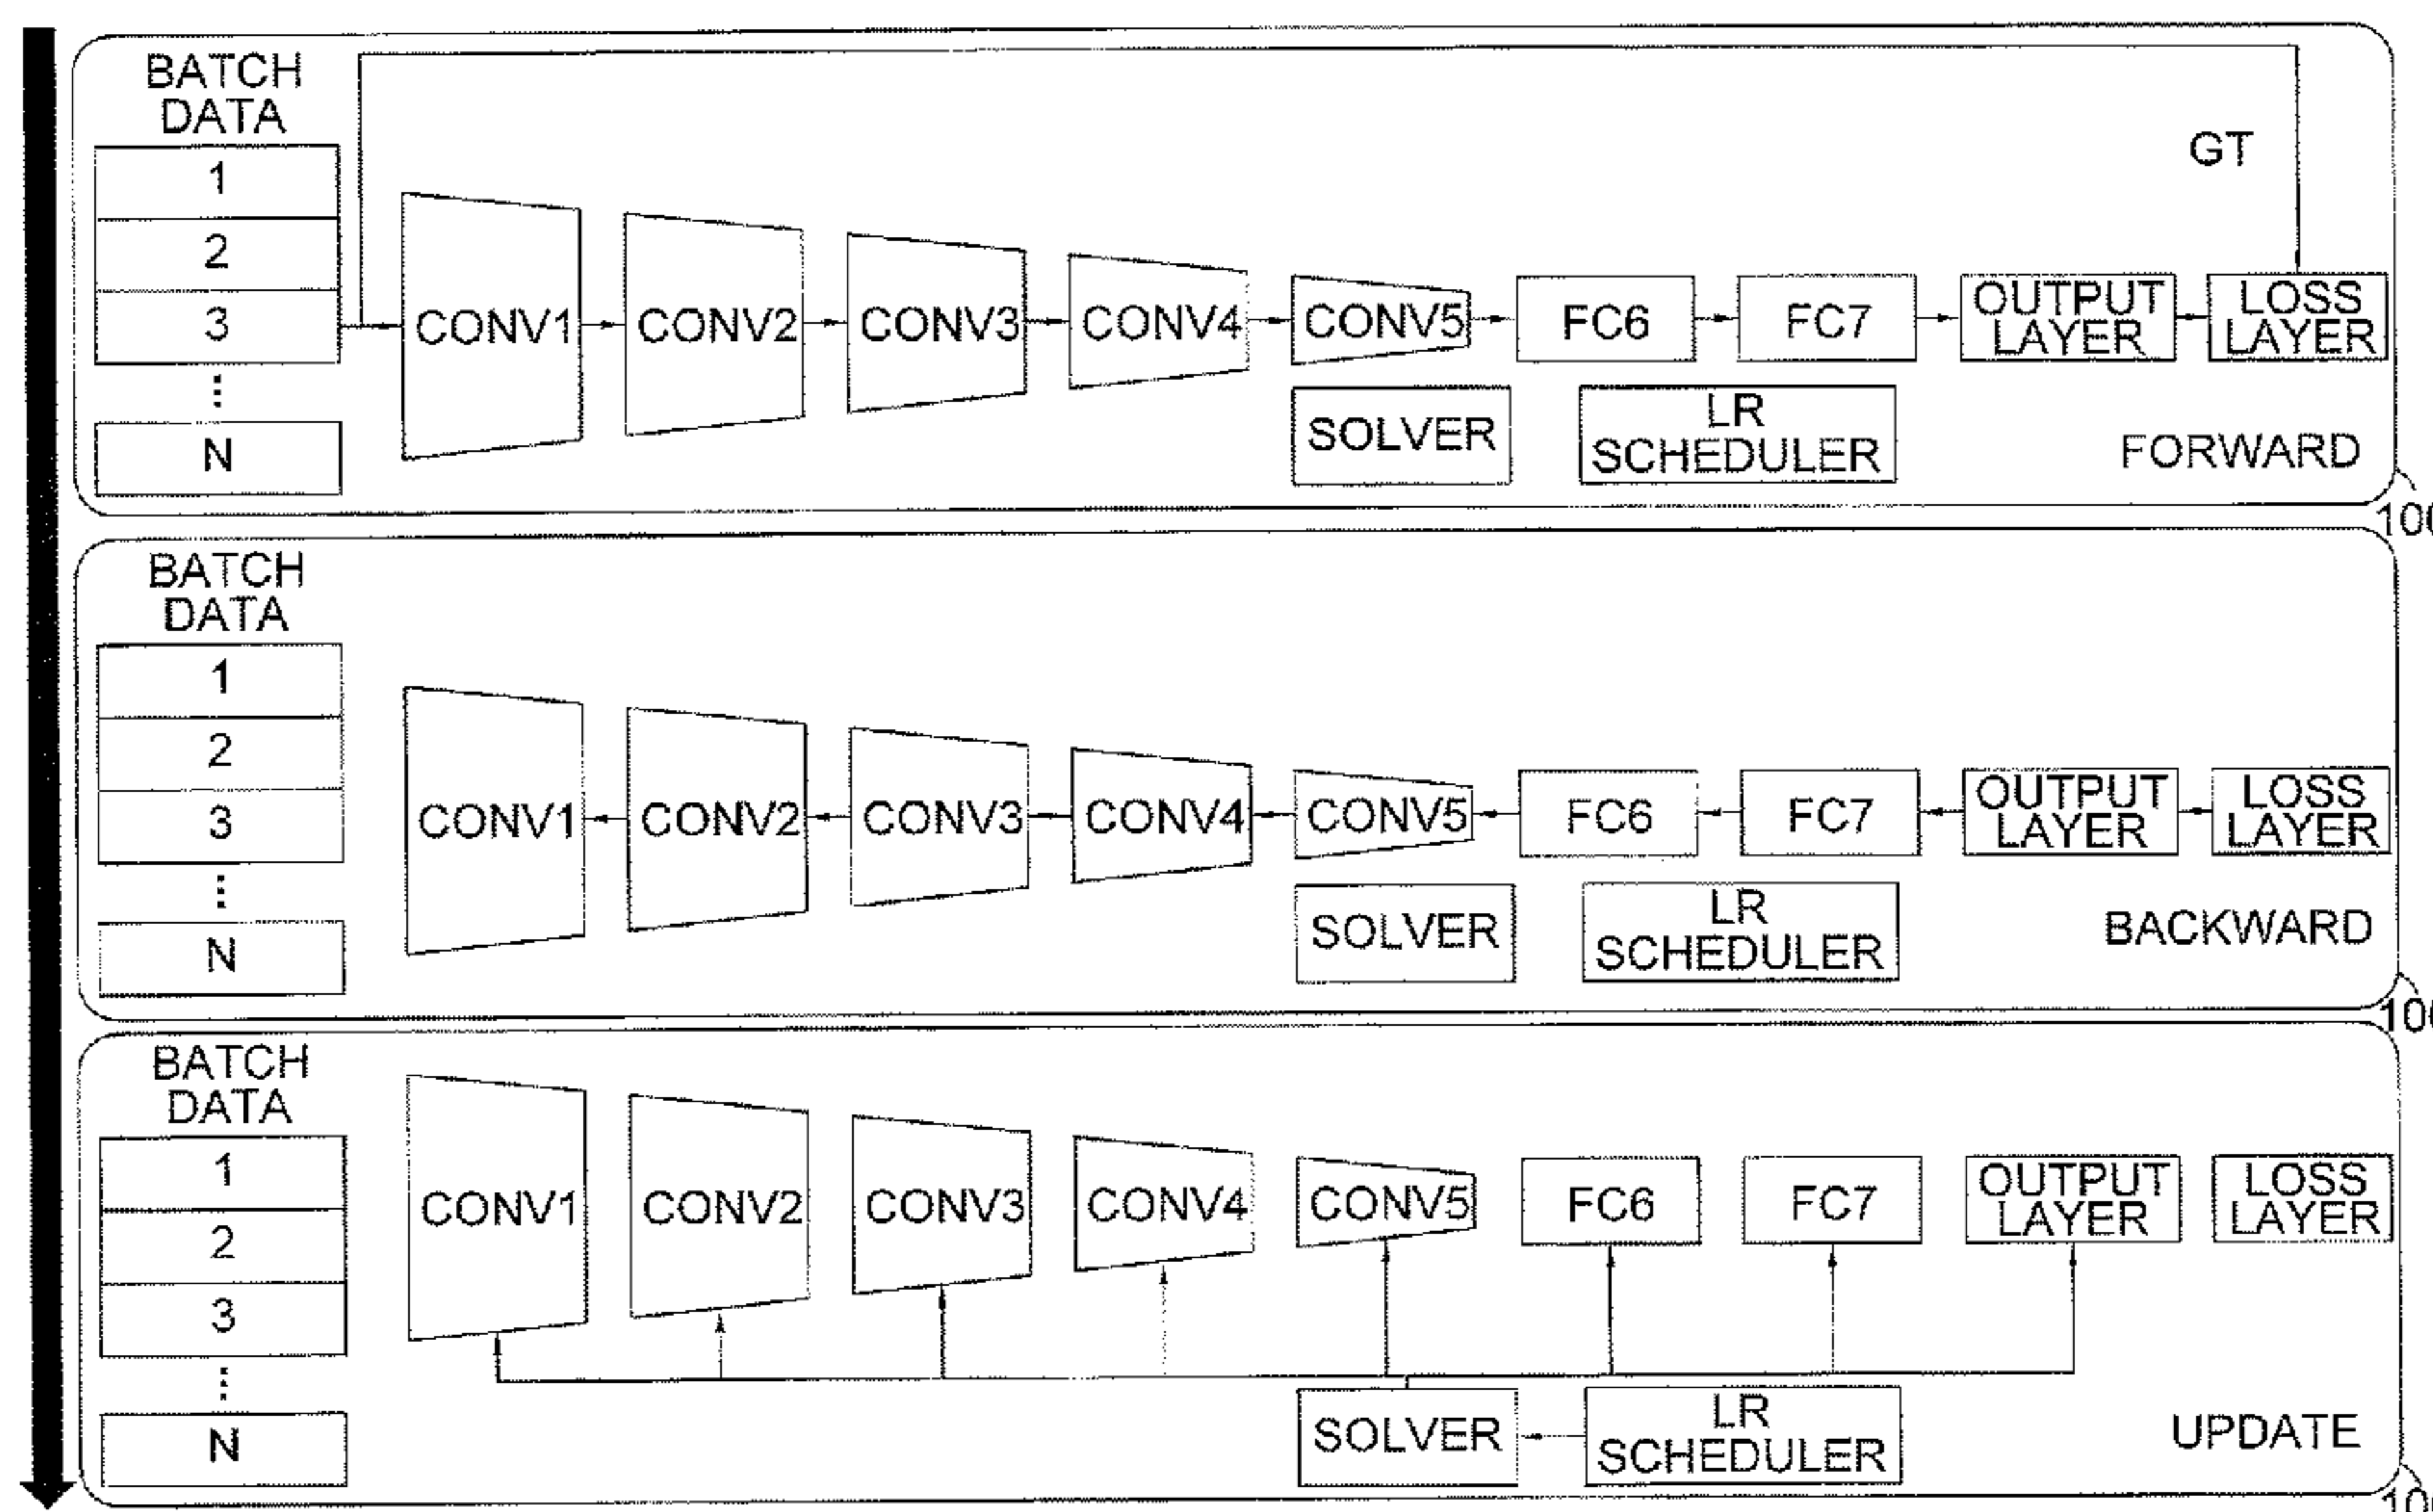 BATCH
DATA
1
2
3
⋮
N
GT
CONV1
CONV2
CONV3
CONV4
CONV5
FC6
FC7
OUTPUT
LAYER
LOSS
LAYER
SOLVER
LR
SCHEDULER
FORWARD
BATCH
DATA
1
2
3
⋮
N
CONV1
CONV2
CONV3
CONV4
CONV5
FC6
FC7
OUTPUT
LAYER
LOSS
LAYER
SOLVER
LR
SCHEDULER
BACKWARD
BATCH
DATA
1
2
3
⋮
N
CONV1
CONV2
CONV3
CONV4
CONV5
FC6
FC7
OUTPUT
LAYER
LOSS
LAYER
SOLVER
LR
SCHEDULER
UPDATE